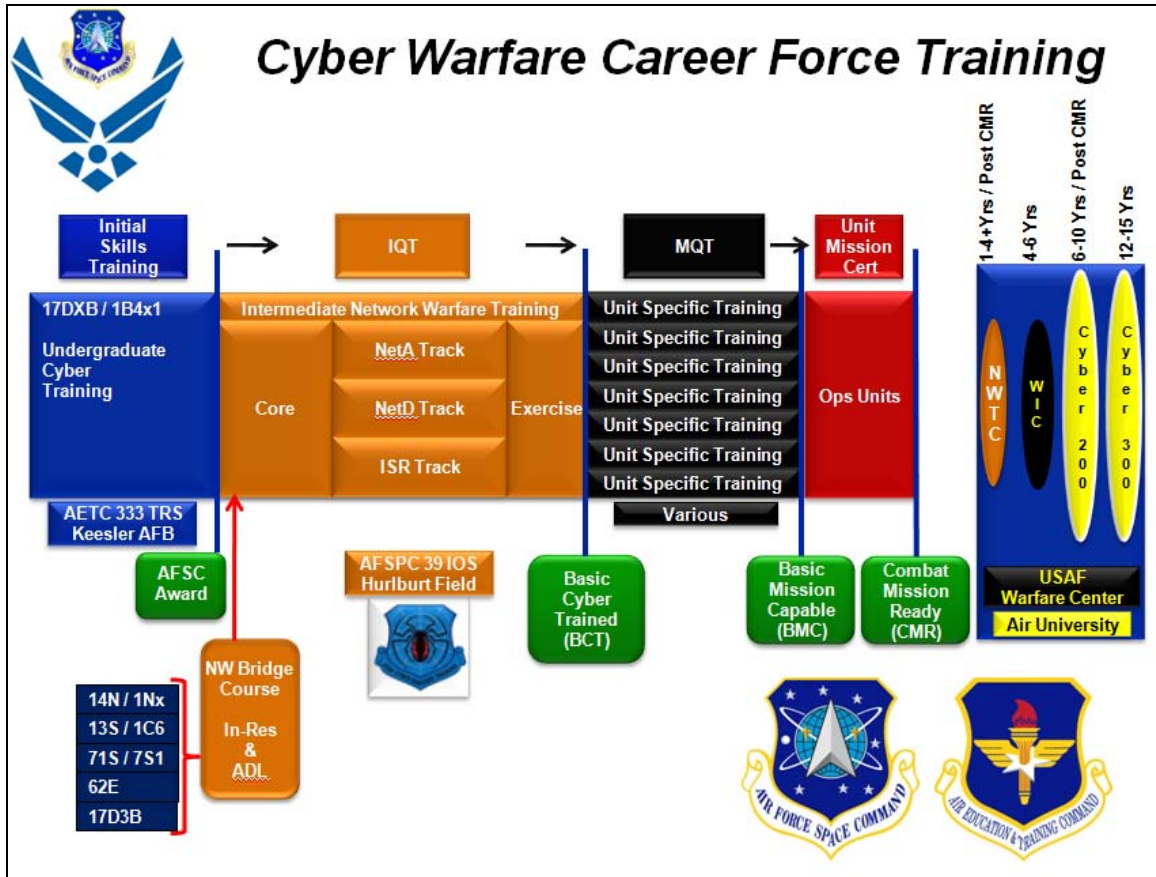 AIR FORCE SPACE COMMAND
Cyber Warfare Career Force Training
1-4+Yrs / Post CMR
4-6 Yrs
6-10 Yrs / Post CMR
12-15 Yrs
Initial
Skills
Training
IQT
MQT
Unit
Mission
Cert
17DXB / 1B4x1
Undergraduate
Cyber
Training
Intermediate Network Warfare Training
Core
NetA Track
NetD Track
ISR Track
Exercise
Unit Specific Training
Unit Specific Training
Unit Specific Training
Unit Specific Training
Unit Specific Training
Unit Specific Training
Unit Specific Training
Ops Units
NWTC
WIC
Cyber 200
Cyber 300
AETC 333 TRS
Keesler AFB
Various
AFSC
Award
AFSPC 39 IOS
Hurlburt Field
Basic
Cyber
Trained
(BCT)
Basic
Mission
Capable
(BMC)
Combat
Mission
Ready
(CMR)
USAF
Warfare Center
Air University
NW Bridge
Course
In-Res
&
ADL
14N / 1Nx
13S / 1C6
71S / 7S1
62E
17D3B
AIR FORCE SPACE COMMAND
AIR EDUCATION & TRAINING COMMAND